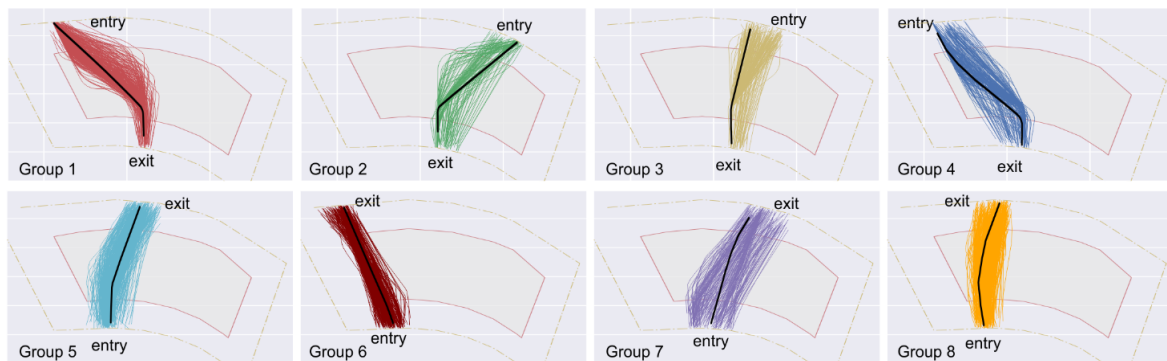 entry
exit
Group 1
entry
exit
Group 2
entry
exit
Group 3
entry
exit
Group 4
exit
entry
Group 5
exit
entry
Group 6
exit
entry
Group 7
exit
entry
Group 8